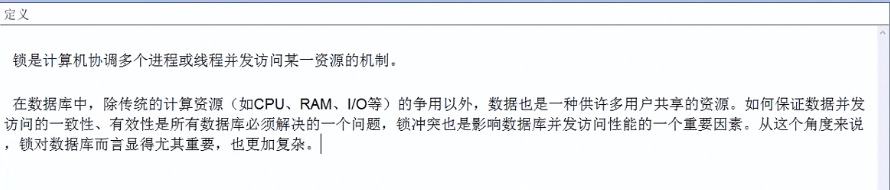 定义
锁是计算机协调多个进程或线程并发访问某一资源的机制。
在数据库中，除传统的计算资源（如CPU、RAM、I/O等）的争用以外，数据也是一种供许多用户共享的资源。如何保证数据并发
访问的一致性、有效性是所有数据库必须解决的一个问题，锁冲突也是影响数据库并发访问性能的一个重要因素。从这个角度来说
，锁对数据库而言显得尤其重要，也更加复杂。